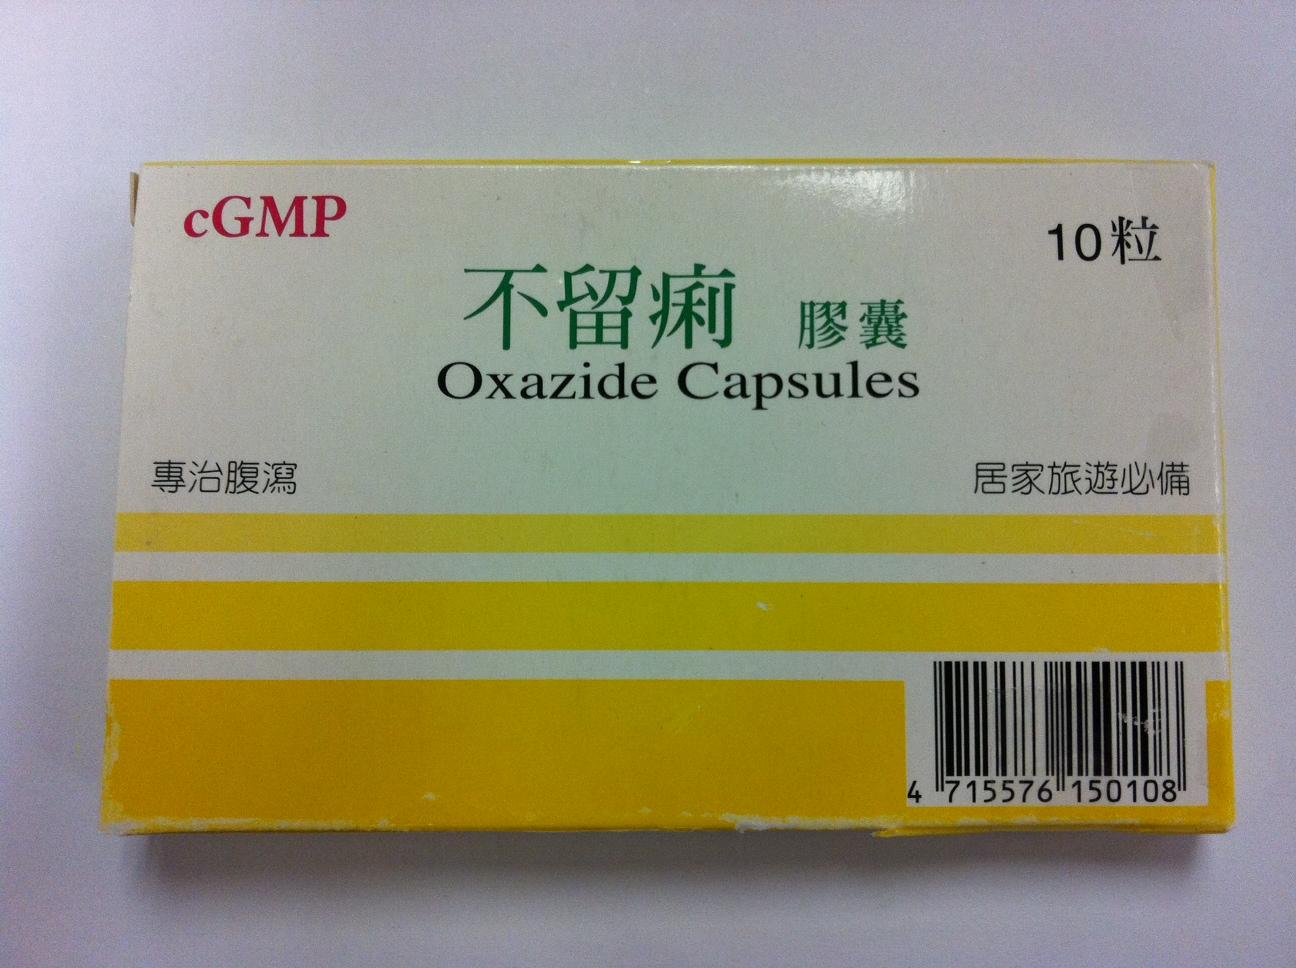 cGMP
10粒
不留痢 膠囊
Oxazide Capsules
專治腹瀉
居家旅遊必備
4 715576 150108